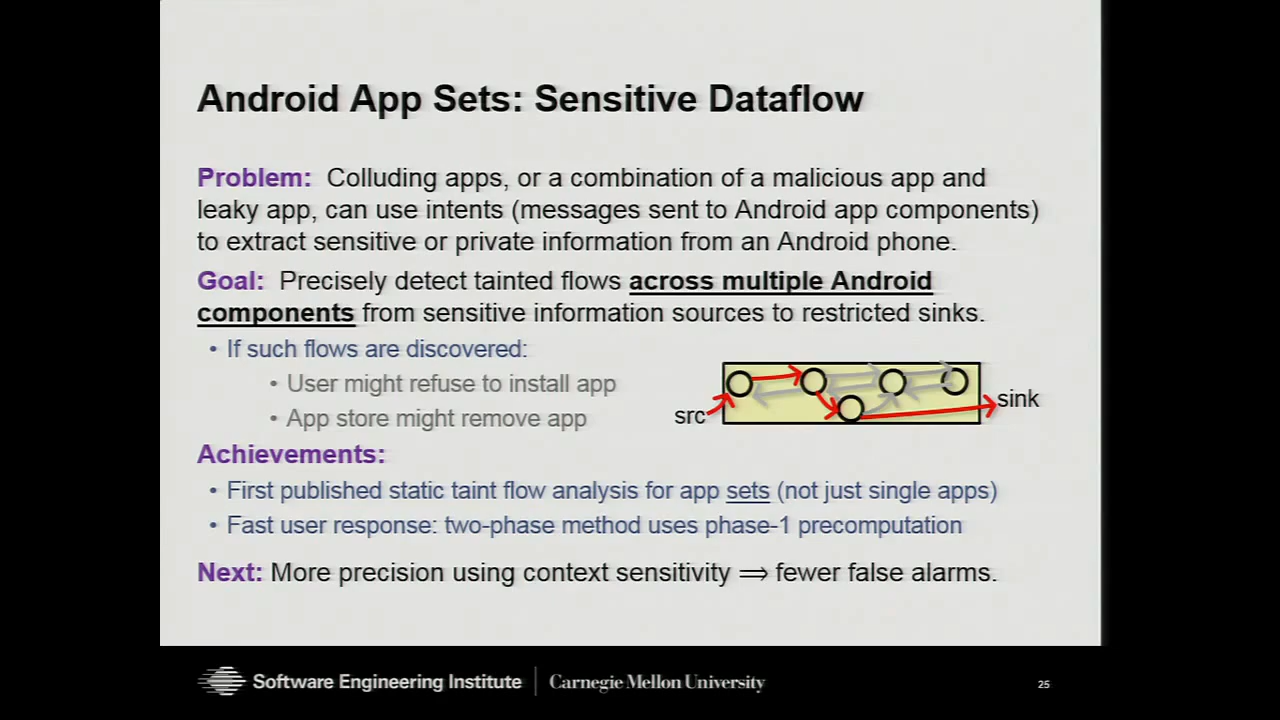 Android App Sets: Sensitive Dataflow
Problem: Colluding apps, or a combination of a malicious app and
leaky app, can use intents (messages sent to Android app components)
to extract sensitive or private information from an Android phone.
Goal: Precisely detect tainted flows across multiple Android
components from sensitive information sources to restricted sinks.
• If such flows are discovered:
• User might refuse to install app
• App store might remove app
src
sink
Achievements:
• First published static taint flow analysis for app sets (not just single apps)
• Fast user response: two-phase method uses phase-1 precomputation
Next: More precision using context sensitivity ⟹ fewer false alarms.
Software Engineering Institute | Carnegie Mellon University
25